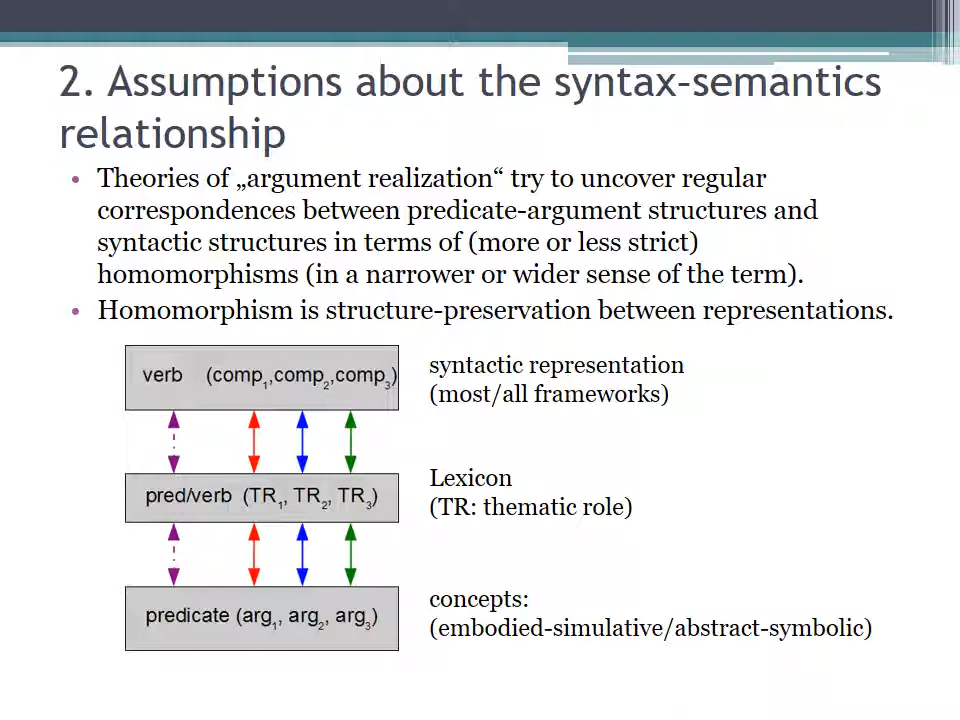 2. Assumptions about the syntax-semantics
relationship
• Theories of „argument realization“ try to uncover regular
correspondences between predicate-argument structures and
syntactic structures in terms of (more or less strict)
homomorphisms (in a narrower or wider sense of the term).
• Homomorphism is structure-preservation between representations.
verb (comp1,comp2,comp3)
syntactic representation
(most/all frameworks)
pred/verb (TR1, TR2, TR3)
Lexicon
(TR: thematic role)
predicate (arg1, arg2, arg3)
concepts:
(embodied-simulative/abstract-symbolic)